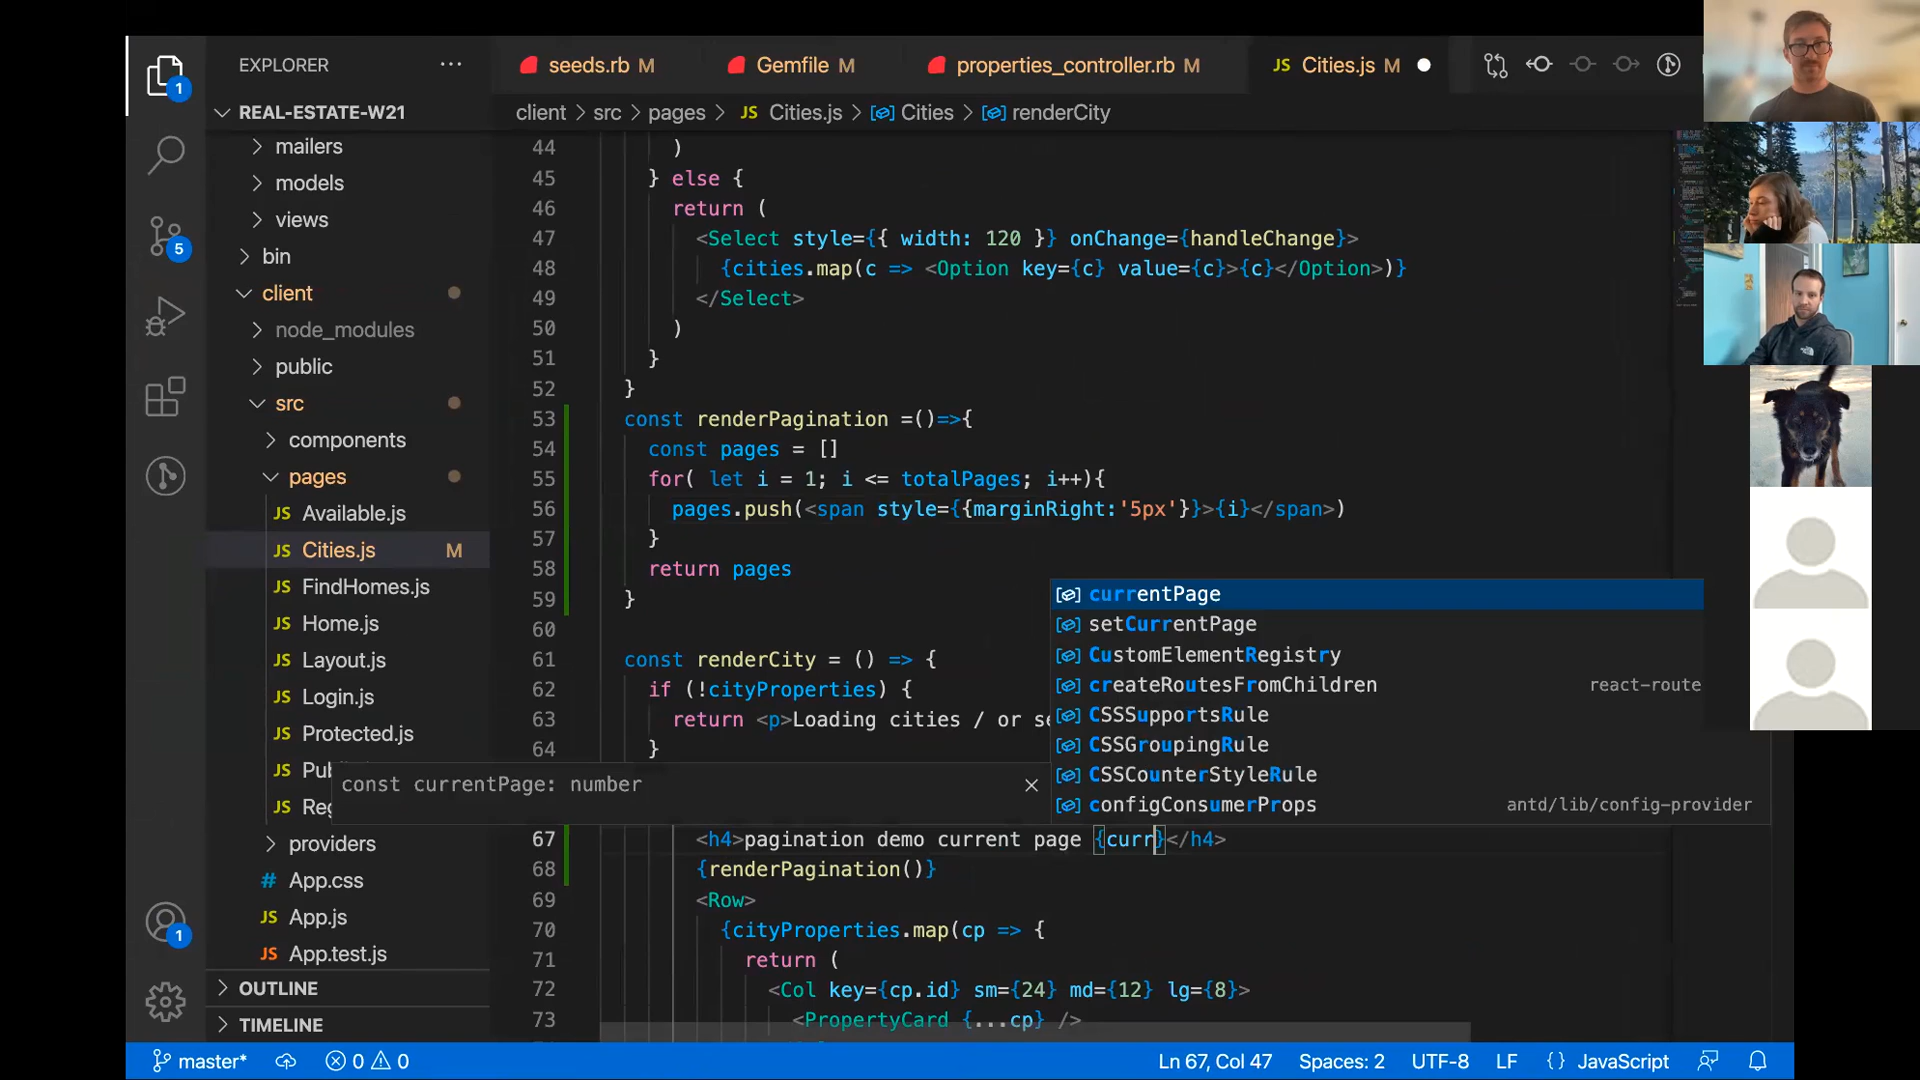 EXPLORER ...
seeds.rb M
Gemfile M
properties_controller.rb M
JS Cities.js M
REAL-ESTATE-W21
client > src > pages > JS Cities.js > Cities > renderCity
mailers
models
views
bin
client
node_modules
public
src
components
pages
JS Available.js
JS Cities.js M
JS FindHomes.js
JS Home.js
JS Layout.js
JS Login.js
JS Protected.js
JS
JS
providers
# App.css
JS App.js
JS App.test.js
OUTLINE
TIMELINE
1
5
1
44 )
45 } else {
46 return (
47 <Select style={{ width: 120 }} onChange={handleChange}>
48 {cities.map(c => <Option key={c} value={c}>{c}</Option>)}
49 </Select>
50 )
51 }
52 }
53 const renderPagination =()=>{
54 const pages = []
55 for( let i = 1; i <= totalPages; i++){
56 pages.push(<span style={{marginRight:'5px'}}>{i}</span>)
57 }
58 return pages
59 }
60
61 const renderCity = () => {
62 if (!cityProperties) {
63 return <p>Loading cities / or se
64 }
67 <h4>pagination demo current page {curr}</h4>
68 {renderPagination()}
69 <Row>
70 {cityProperties.map(cp => {
71 return (
72 <Col key={cp.id} sm={24} md={12} lg={8}>
73 <PropertyCard {...cp} />
currentPage
setCurrentPage
CustomElementRegistry
createRoutesFromChildren react-route
CSSSupportsRule
CSSGroupingRule
CSSCounterStyleRule
configConsumerProps antd/lib/config-provider
const currentPage: number
master* 0 0 Ln 67, Col 47 Spaces: 2 UTF-8 LF {} JavaScript